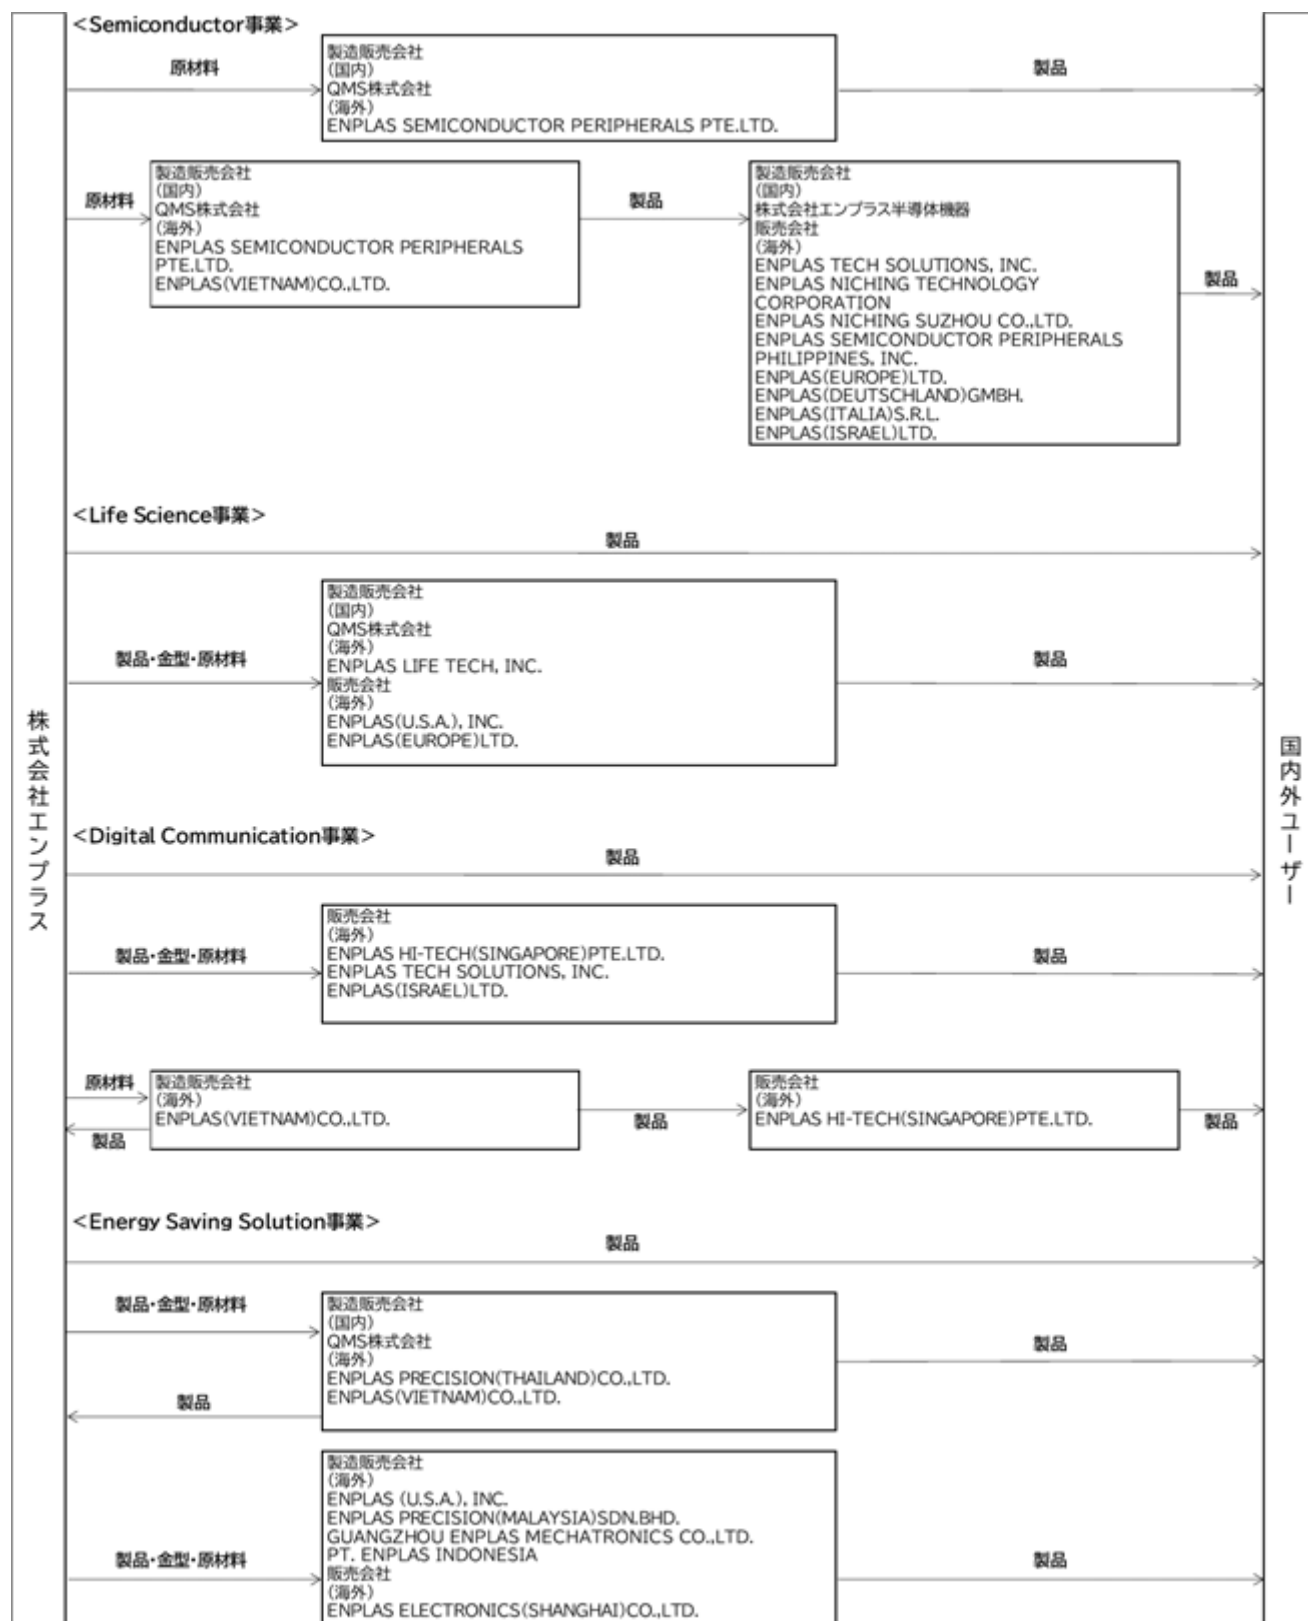 ＜Semiconductor事業＞
原材料
製造販売会社
(国内)
QMS株式会社
(海外)
ENPLAS SEMICONDUCTOR PERIPHERALS PTE.LTD.
製品
原材料
製造販売会社
(国内)
QMS株式会社
(海外)
ENPLAS SEMICONDUCTOR PERIPHERALS
PTE.LTD.
ENPLAS(VIETNAM)CO.,LTD.
製品
製造販売会社
(国内)
株式会社エンプラス半導体機器
販売会社
(海外)
ENPLAS TECH SOLUTIONS, INC.
ENPLAS NICHING TECHNOLOGY
CORPORATION
ENPLAS NICHING SUZHOU CO.,LTD.
ENPLAS SEMICONDUCTOR PERIPHERALS
PHILIPPINES, INC.
ENPLAS(EUROPE)LTD.
ENPLAS(DEUTSCHLAND)GMBH.
ENPLAS(ITALIA)S.R.L.
ENPLAS(ISRAEL)LTD.
製品
＜Life Science事業＞
製品
製品・金型・原材料
製造販売会社
(国内)
QMS株式会社
(海外)
ENPLAS LIFE TECH, INC.
販売会社
(海外)
ENPLAS(U.S.A.), INC.
ENPLAS(EUROPE)LTD.
製品
株式会社エンプラス
国内外ユーザー
＜Digital Communication事業＞
製品
製品・金型・原材料
販売会社
(海外)
ENPLAS HI-TECH(SINGAPORE)PTE.LTD.
ENPLAS TECH SOLUTIONS, INC.
ENPLAS(ISRAEL)LTD.
製品
原材料
製品
製造販売会社
(海外)
ENPLAS(VIETNAM)CO.,LTD.
製品
販売会社
(海外)
ENPLAS HI-TECH(SINGAPORE)PTE.LTD.
製品
＜Energy Saving Solution事業＞
製品
製品・金型・原材料
製品
製造販売会社
(国内)
QMS株式会社
(海外)
ENPLAS PRECISION(THAILAND)CO.,LTD.
ENPLAS(VIETNAM)CO.,LTD.
製品
製品・金型・原材料
製造販売会社
(海外)
ENPLAS (U.S.A.), INC.
ENPLAS PRECISION(MALAYSIA)SDN.BHD.
GUANGZHOU ENPLAS MECHATRONICS CO.,LTD.
PT. ENPLAS INDONESIA
販売会社
(海外)
ENPLAS ELECTRONICS(SHANGHAI)CO.,LTD.
製品